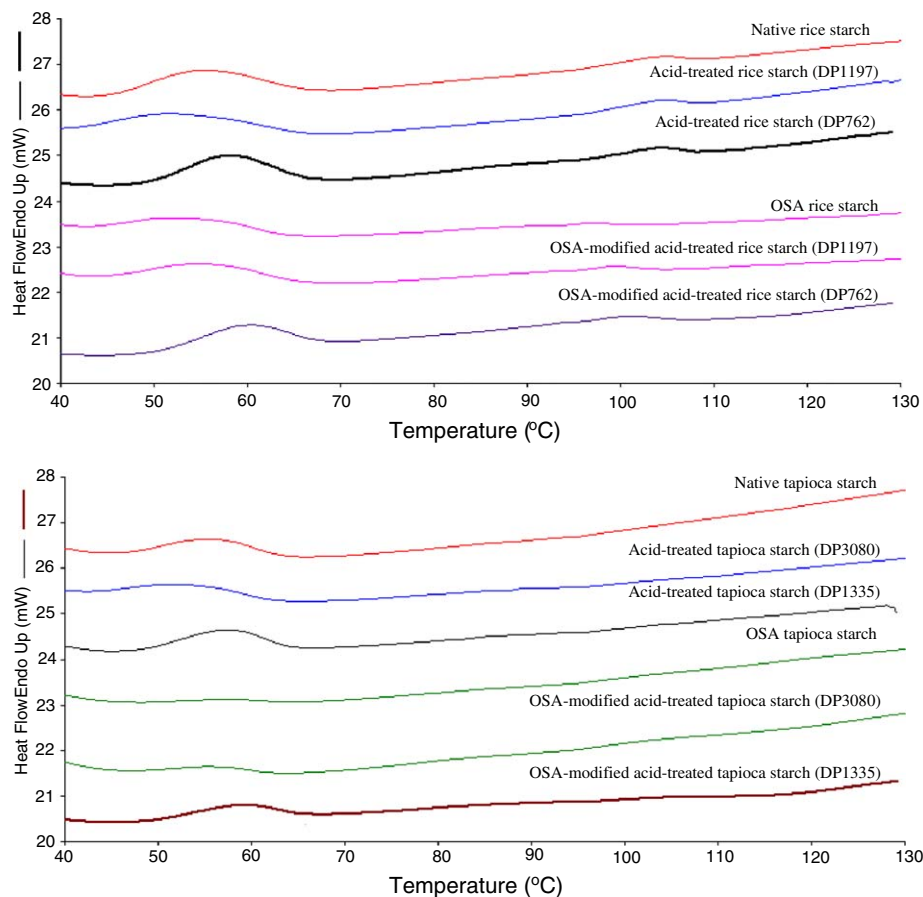 28
27
26
25
24
23
22
21
20
Heat FlowEndo Up (mW)
Native rice starch
Acid-treated rice starch (DP1197)
Acid-treated rice starch (DP762)
OSA rice starch
OSA-modified acid-treated rice starch (DP1197)
OSA-modified acid-treated rice starch (DP762)
40 50 60 70 80 90 100 110 120 130
Temperature (ºC)
28
27
26
25
24
23
22
21
20
Heat FlowEndo Up (mW)
Native tapioca starch
Acid-treated tapioca starch (DP3080)
Acid-treated tapioca starch (DP1335)
OSA tapioca starch
OSA-modified acid-treated tapioca starch (DP3080)
OSA-modified acid-treated tapioca starch (DP1335)
40 50 60 70 80 90 100 110 120 130
Temperature (ºC)